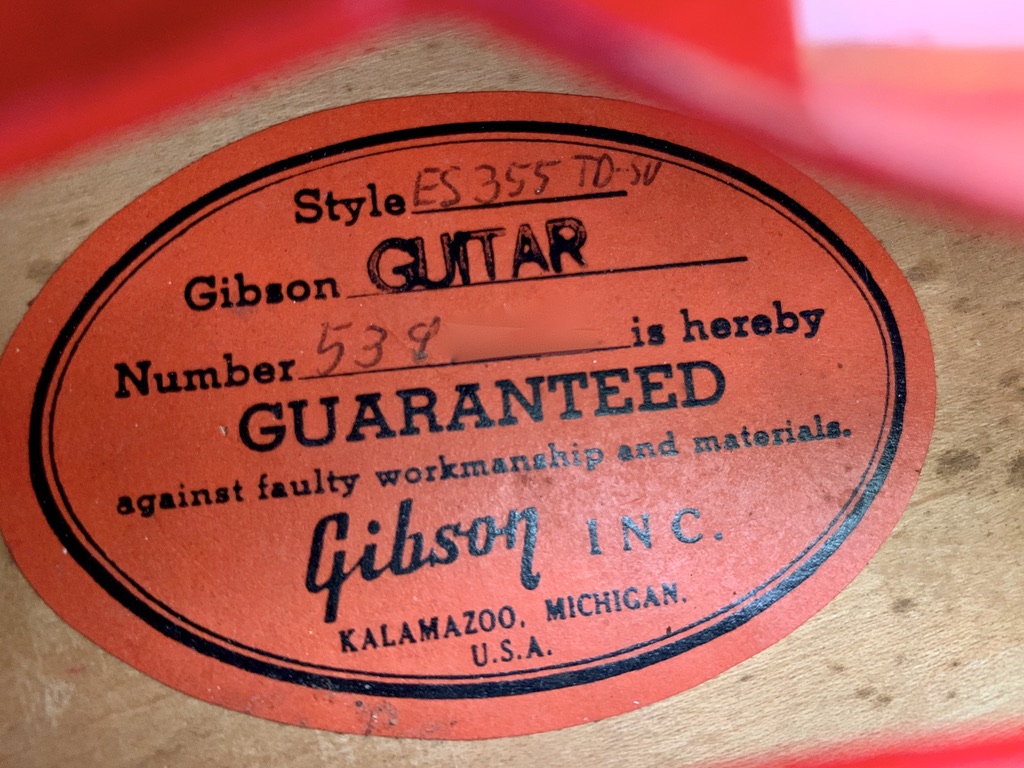 Style ES 355 TD-SV
Gibson GUITAR
Number 539 is hereby
GUARANTEED
against faulty workmanship and materials.
Gibson INC.
KALAMAZOO, MICHIGAN.
U.S.A.